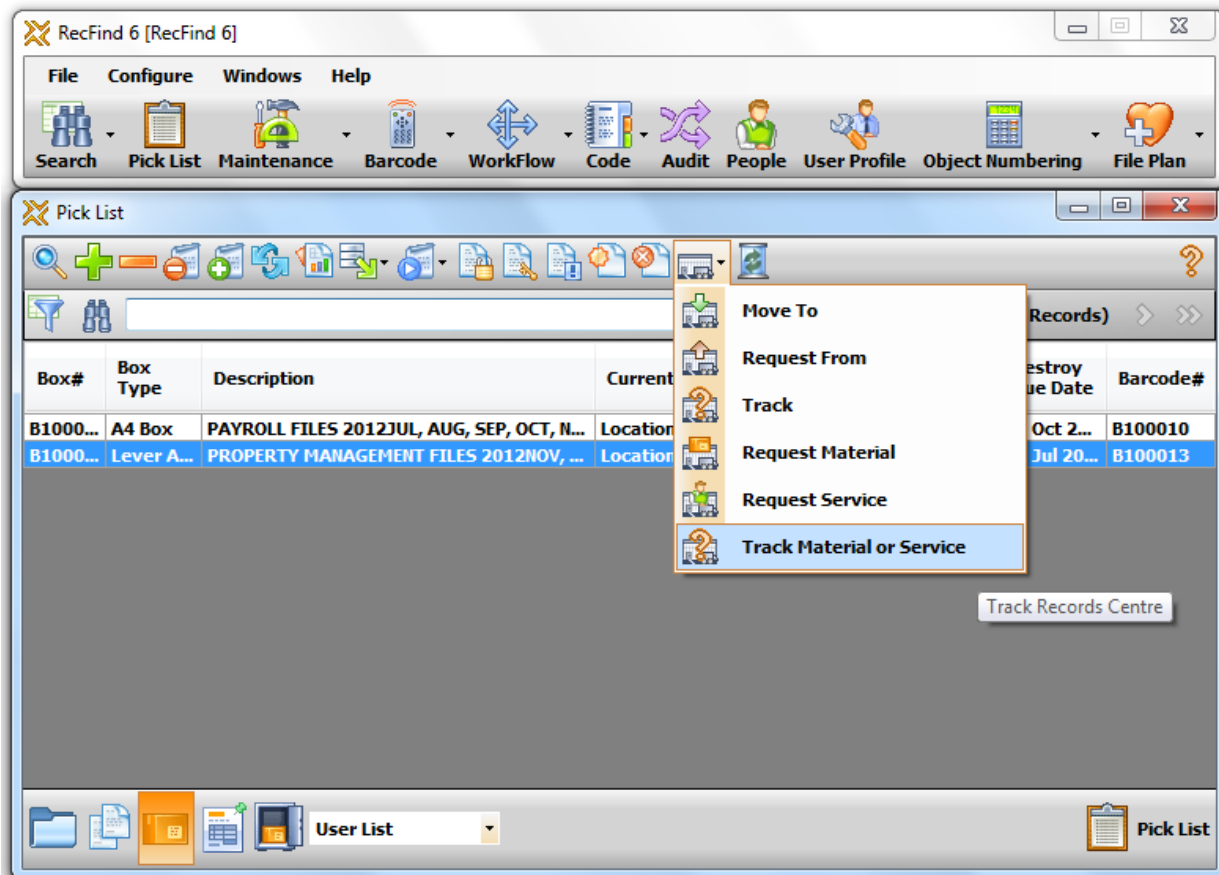 RecFind 6 [RecFind 6]
File Configure Windows Help
Search Pick List Maintenance Barcode WorkFlow Code Audit People User Profile Object Numbering File Plan
Pick List
Records)
Box# Box Type Description Current estroy ue Date Barcode#
B1000... A4 Box PAYROLL FILES 2012JUL, AUG, SEP, OCT, N... Location Oct 2... B100010
B1000... Lever A... PROPERTY MANAGEMENT FILES 2012NOV, ... Location Jul 20... B100013
Move To
Request From
Track
Request Material
Request Service
Track Material or Service
Track Records Centre
User List Pick List